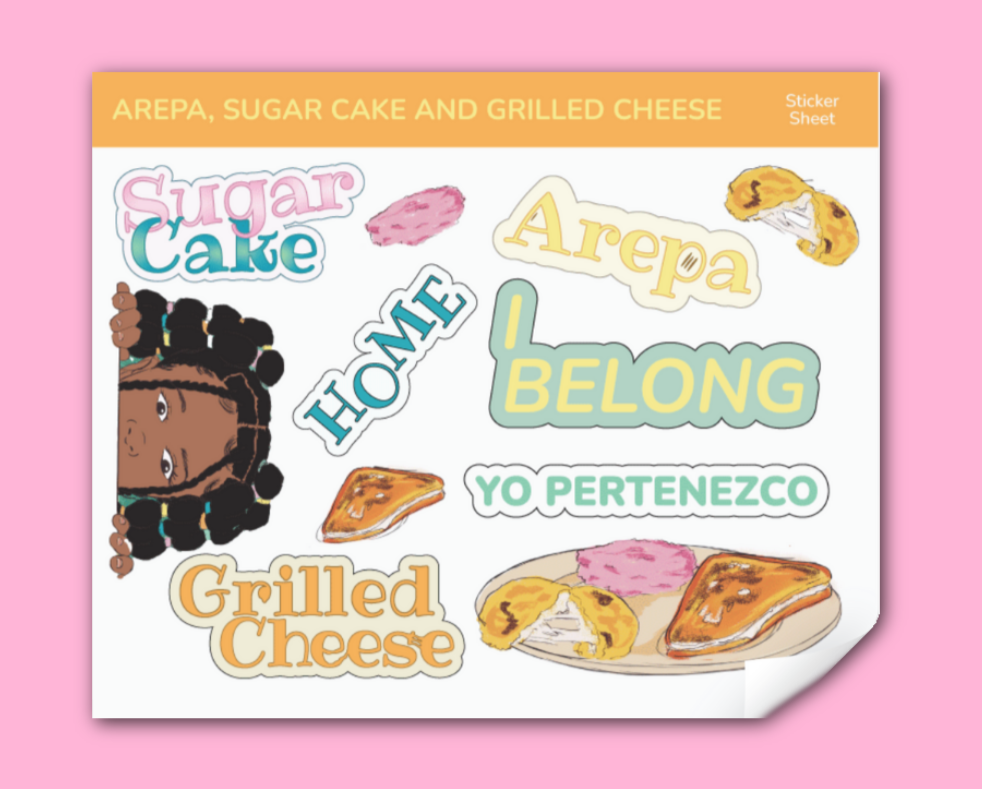 AREPA, SUGAR CAKE AND GRILLED CHEESE
Sticker
Sheet
Sugar
Cake
Arepa
HOME
I
BELONG
YO PERTENEZCO
Grilled
Cheese